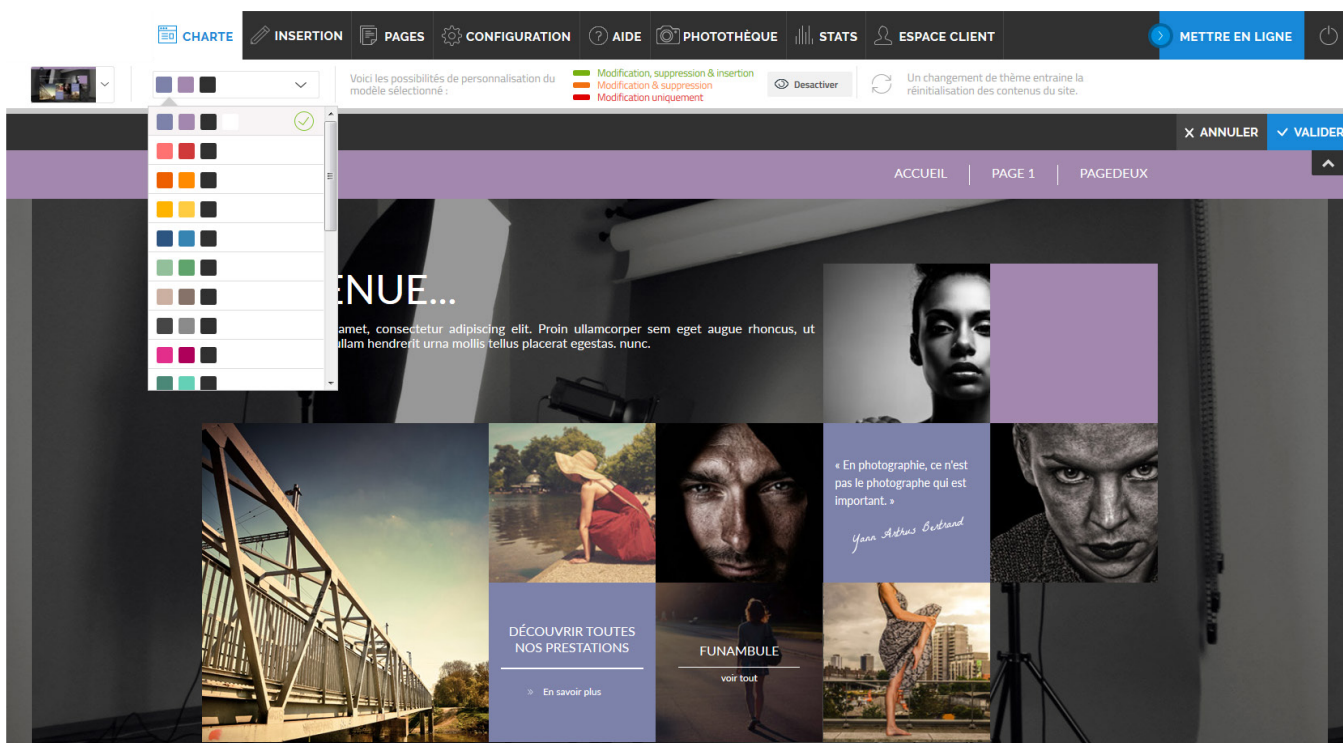 CHARTE INSERTION PAGES CONFIGURATION ? AIDE PHOTOTHÈQUE STATS ESPACE CLIENT METTRE EN LIGNE
Voici les possibilités de personnalisation du
modèle sélectionné :
Modification, suppression & insertion
Modification & suppression
Modification uniquement
Desactiver
Un changement de thème entraine la
réinitialisation des contenus du site.
ANNULER VALIDER
ACCUEIL PAGE 1 PAGEDEUX
ENUE...
amet, consectetur adipiscing elit. Proin ullamcorper sem eget augue rhoncus, ut
ullam hendrerit urna mollis tellus placerat egestas. nunc.
« En photographie, ce n'est
pas le photographe qui est
important. »
Yann Arthus Bertrand
DÉCOUVRIR TOUTES
NOS PRESTATIONS
» En savoir plus
FUNAMBULE
voir tout